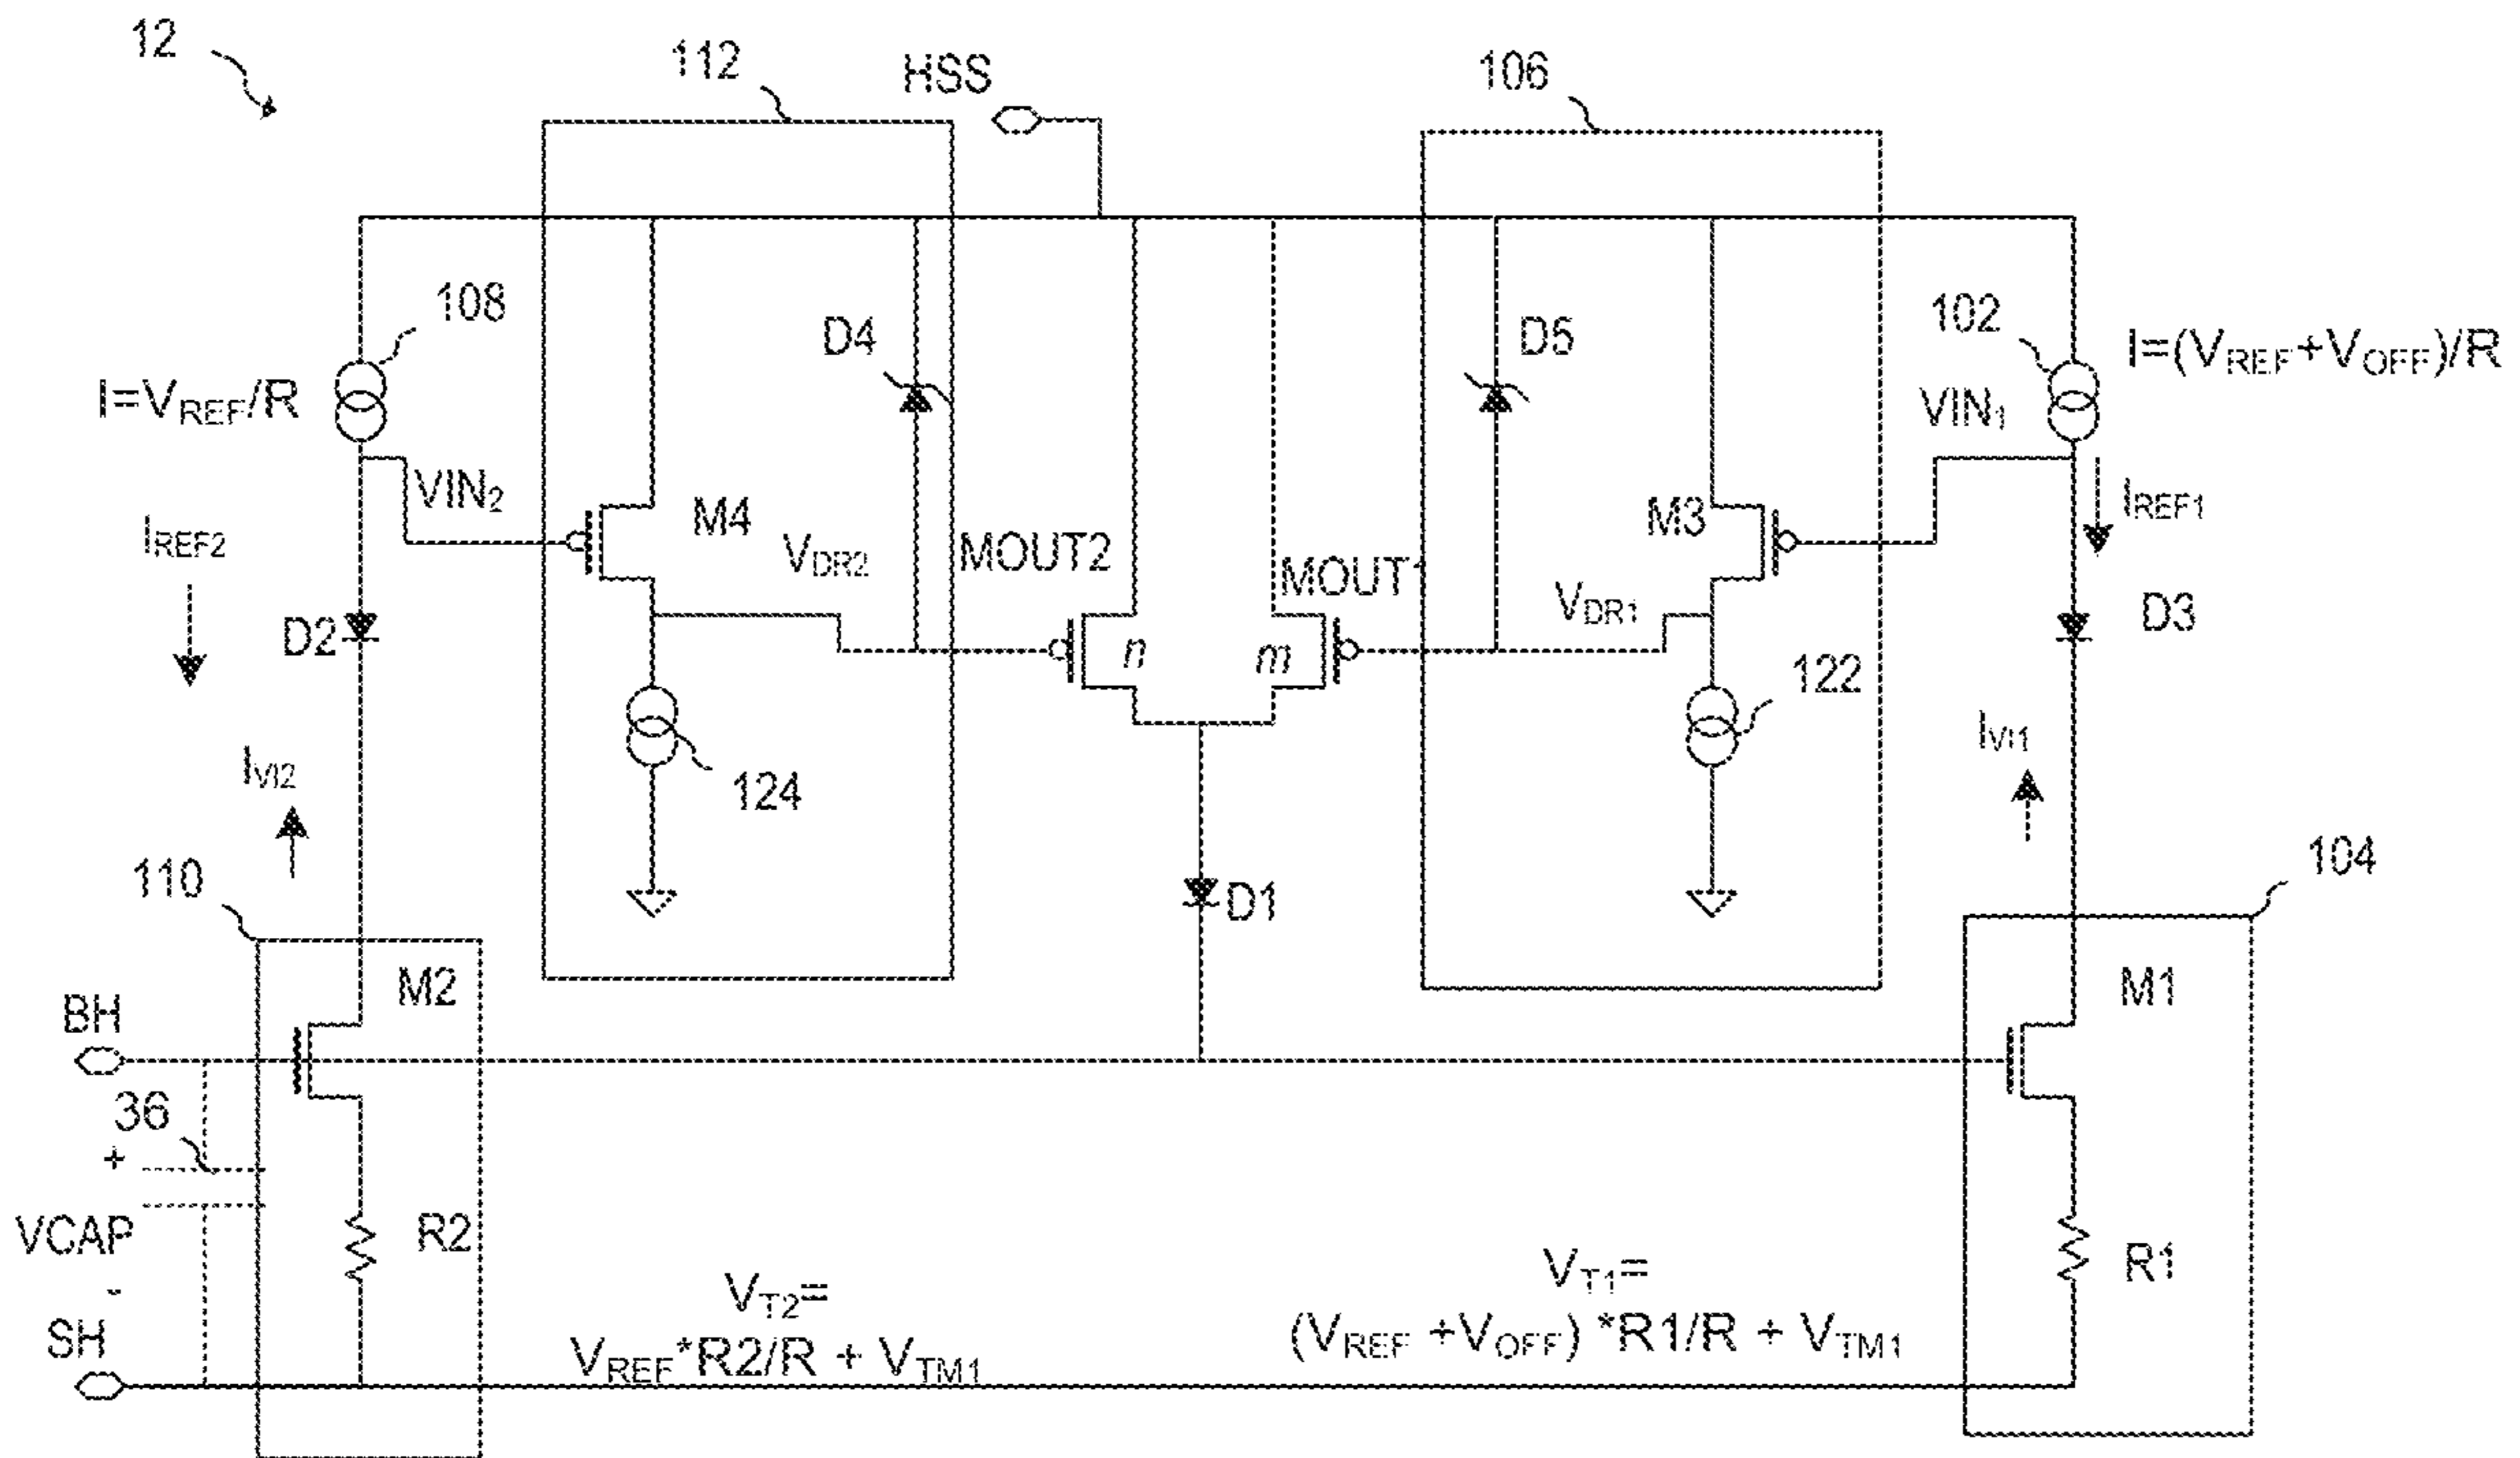 12
112
HSS
106
108
D4
D5
102
I=(VREF+VOFF)/R
I=VREF/R
VIN1
VIN2
IREF2
M4
VDR2
MOUT2
MOUT1
M3
VDR1
IREF1
D2
n
m
D3
122
IVI2
124
IVI1
110
D1
104
M2
M1
BH
36
+
VCAP
-
R2
R1
SH
VT2=
VREF*R2/R + VTM1
VT1=
(VREF +VOFF) *R1/R + VTM1